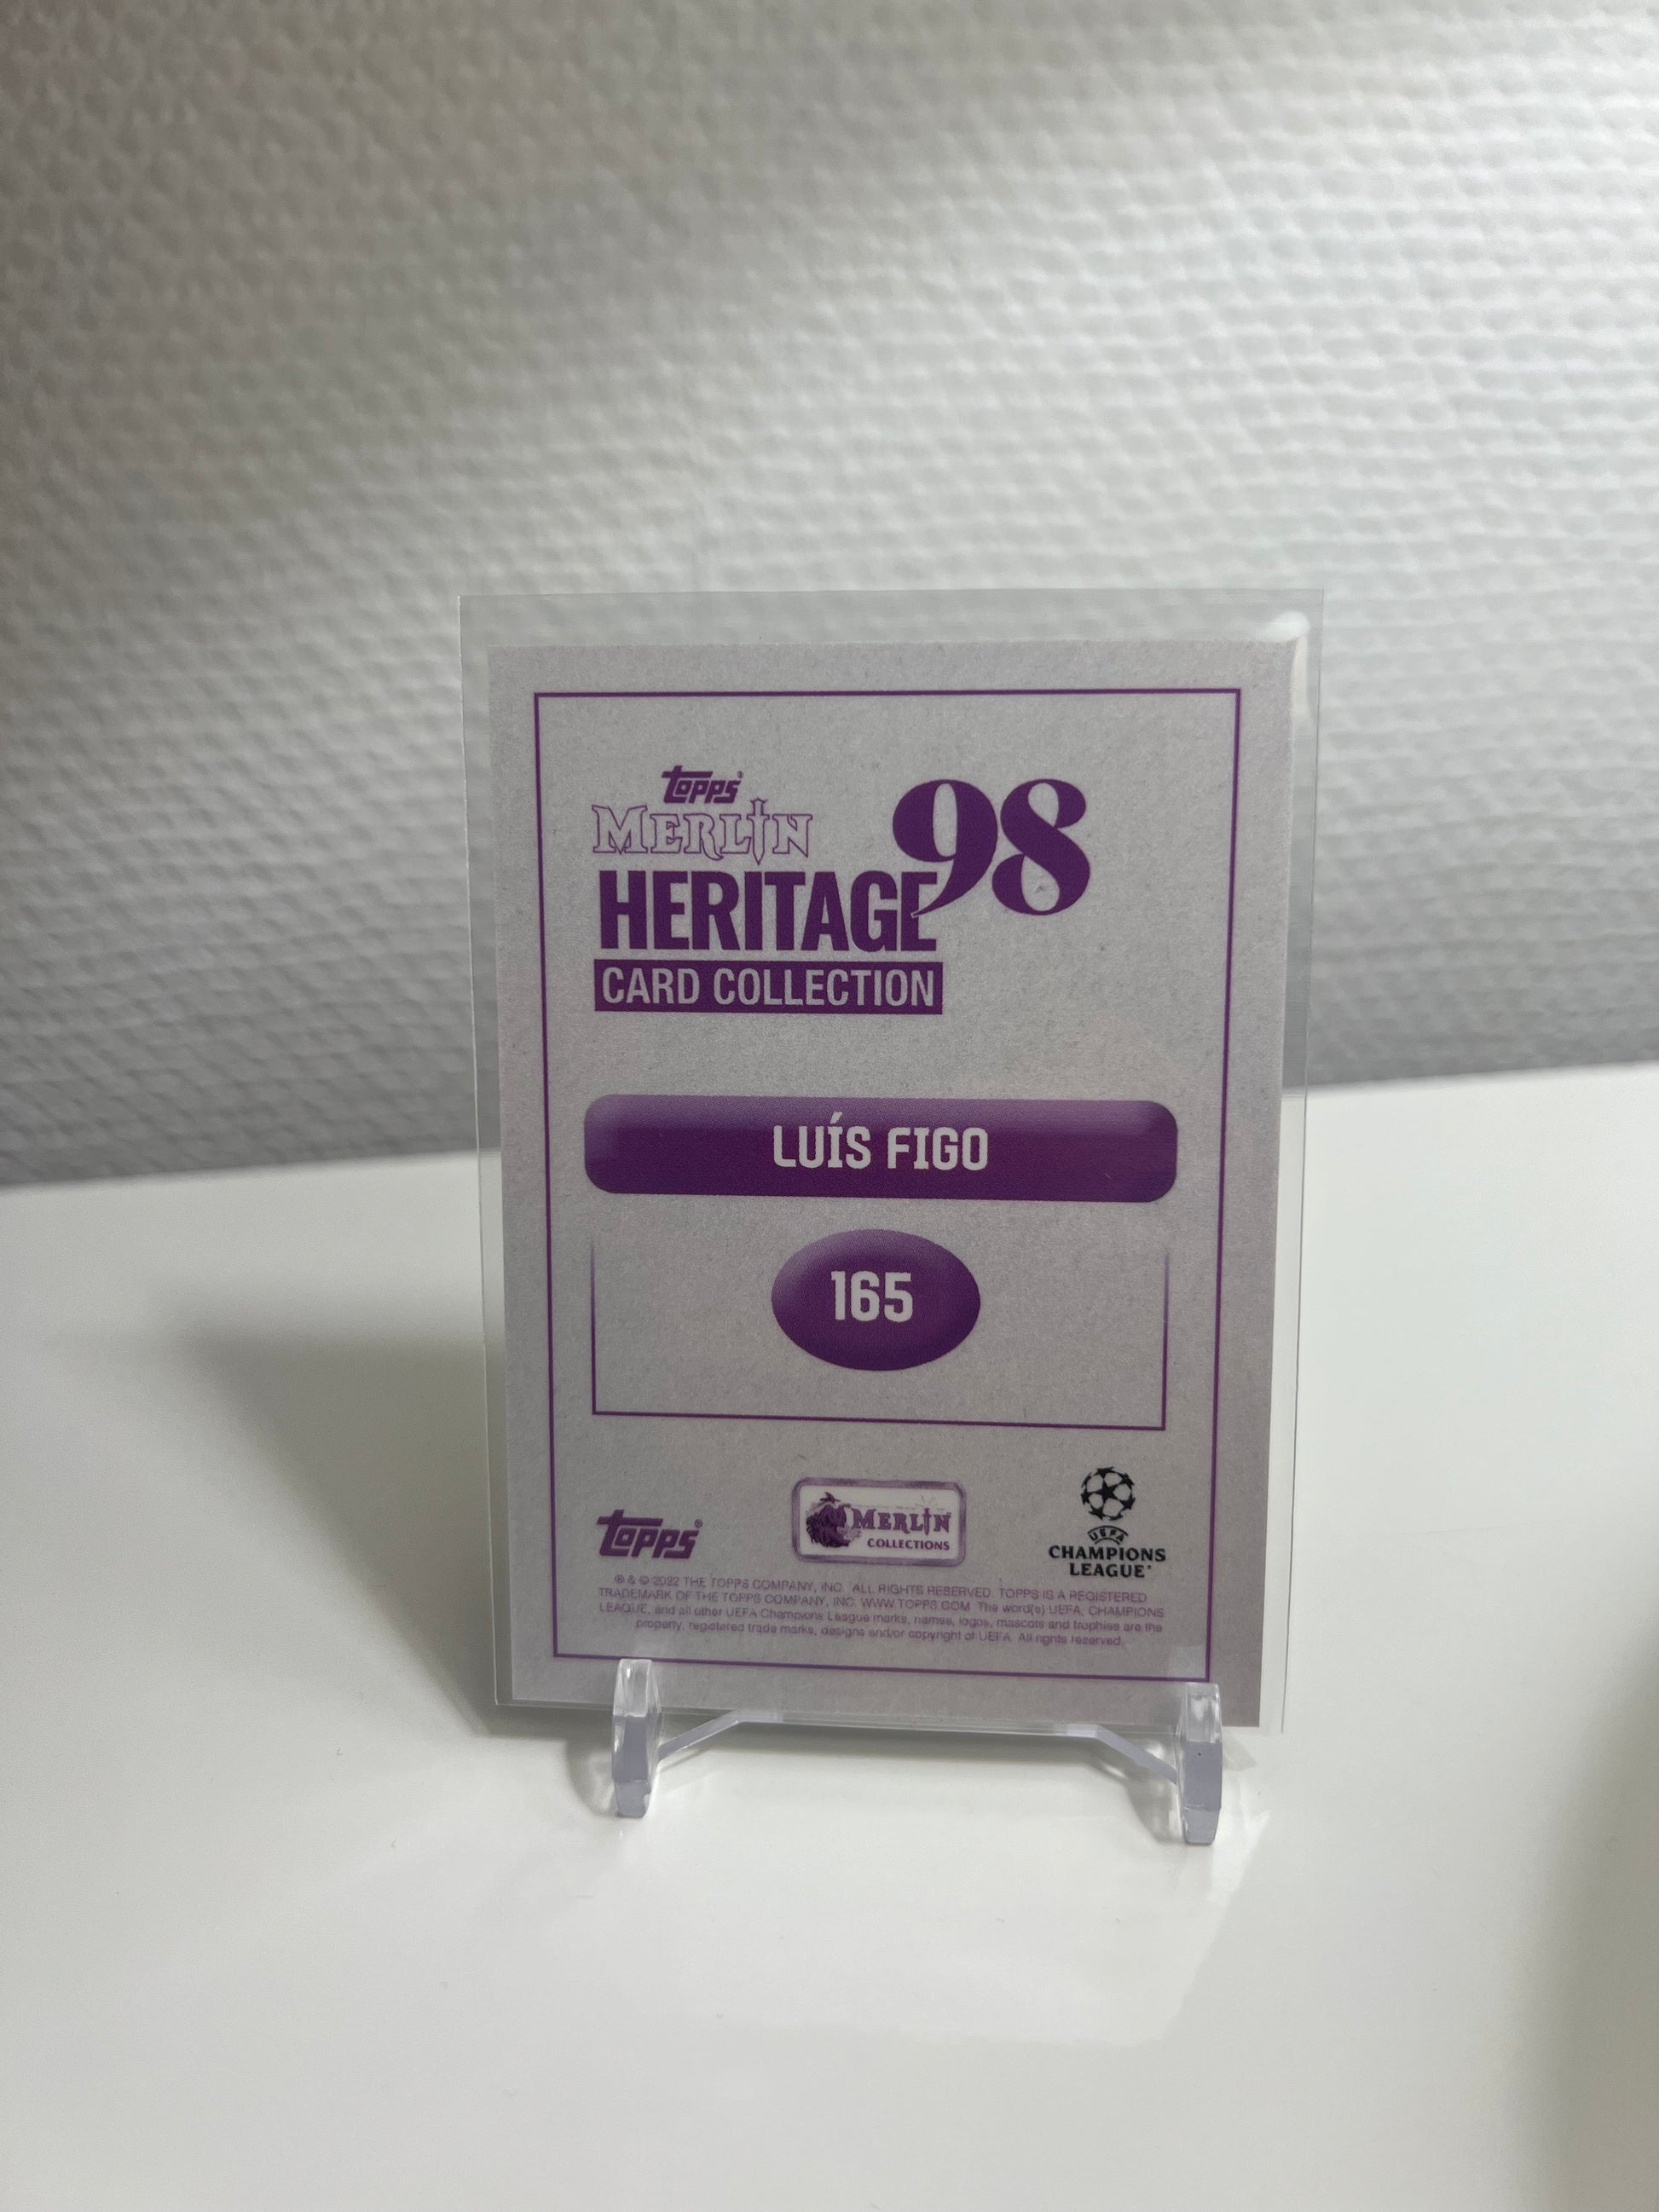 topps
MERLIN
HERITAGE 98
CARD COLLECTION
LUÍS FIGO
165
topps®
MERLIN
COLLECTIONS
UEFA
CHAMPIONS
LEAGUE
® & © 2022 THE TOPPS COMPANY, INC. ALL RIGHTS RESERVED. TOPPS IS A REGISTERED
TRADEMARK OF THE TOPPS COMPANY, INC. WWW.TOPPS.COM The word(s) UEFA, CHAMPIONS
LEAGUE, and all other UEFA Champions League marks, names, logos, mascots and trophies are the
property, registered trade marks, designs and/or copyright of UEFA. All rights reserved.